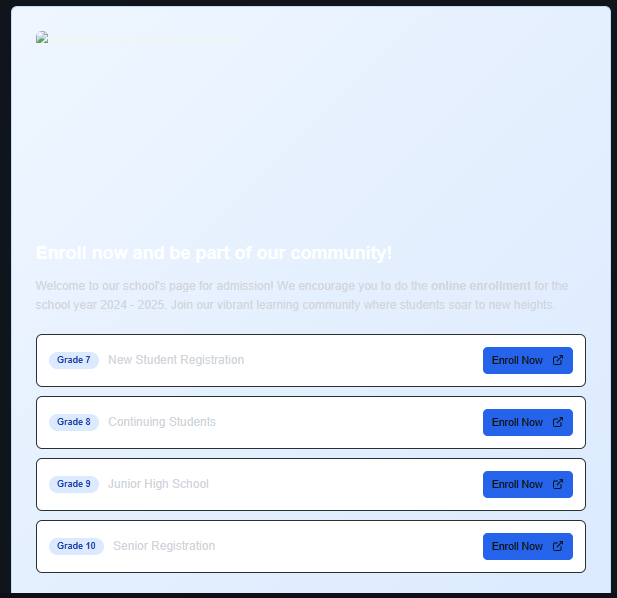 Enroll now and be part of our community!
Welcome to our school's page for admission! We encourage you to do the online enrollment for the
school year 2024 - 2025. Join our vibrant learning community where students soar to new heights.
Grade 7 New Student Registration Enroll Now
Grade 8 Continuing Students Enroll Now
Grade 9 Junior High School Enroll Now
Grade 10 Senior Registration Enroll Now